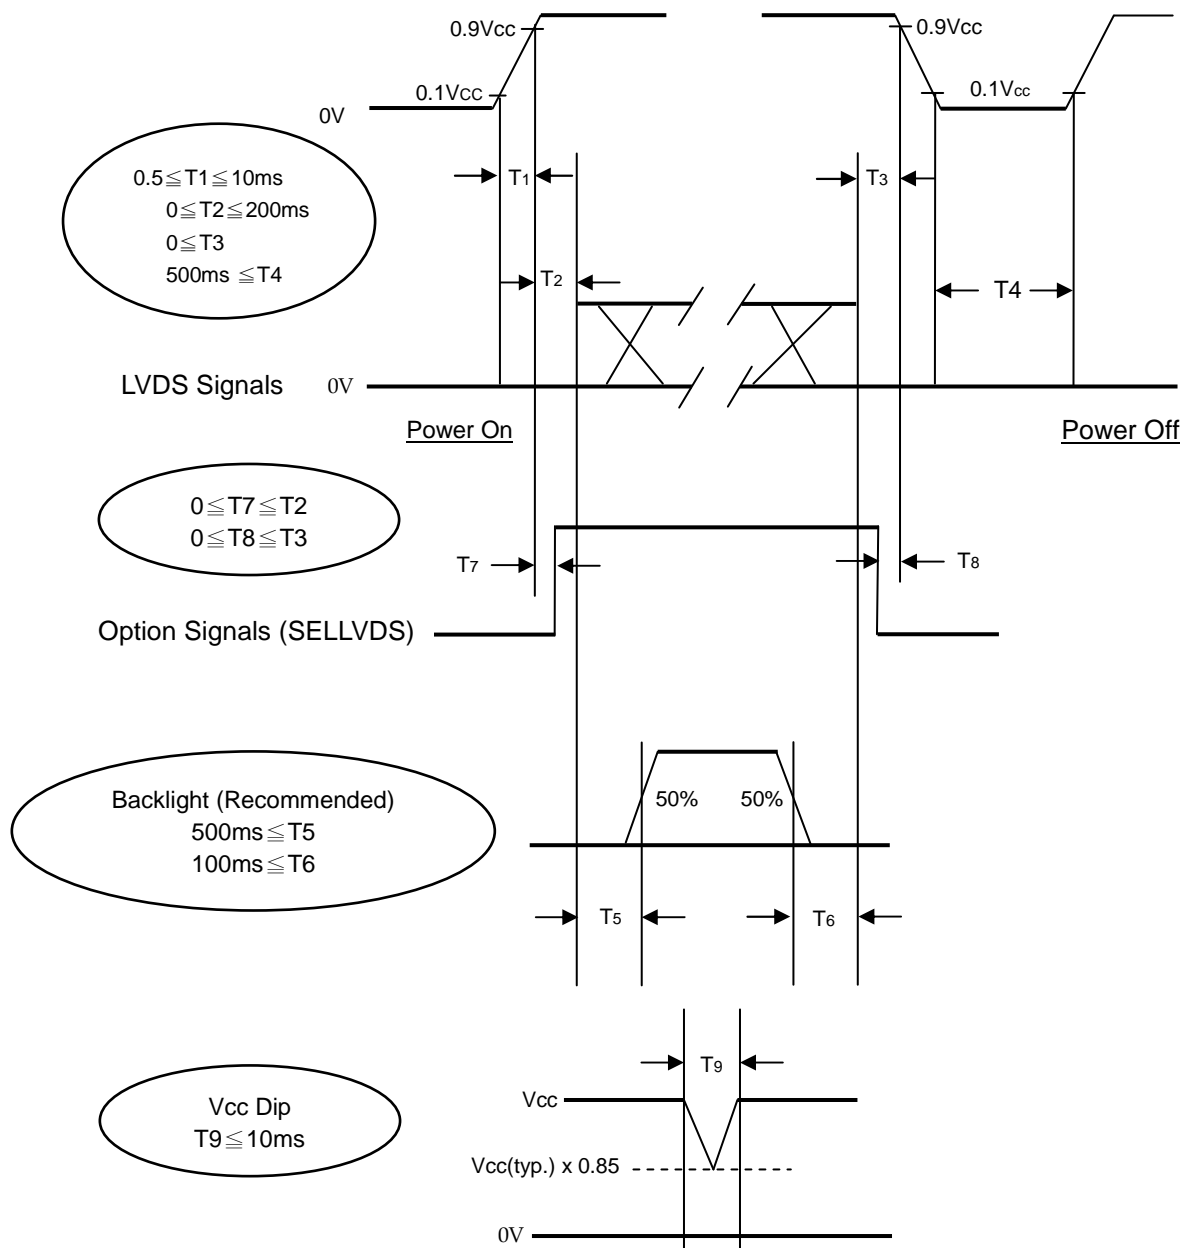 0.9Vcc
0.9Vcc
0.1Vcc
0.1Vcc
0V
0.5≦T1≦10ms
0≦T2≦200ms
0≦T3
500ms ≦T4
T1
T3
T2
T4
LVDS Signals
0V
Power On
Power Off
0≦T7≦T2
0≦T8≦T3
T7
T8
Option Signals (SELLVDS)
Backlight (Recommended)
500ms≦T5
100ms≦T6
50%
50%
T5
T6
T9
Vcc Dip
T9≦10ms
Vcc
Vcc(typ.) x 0.85
0V